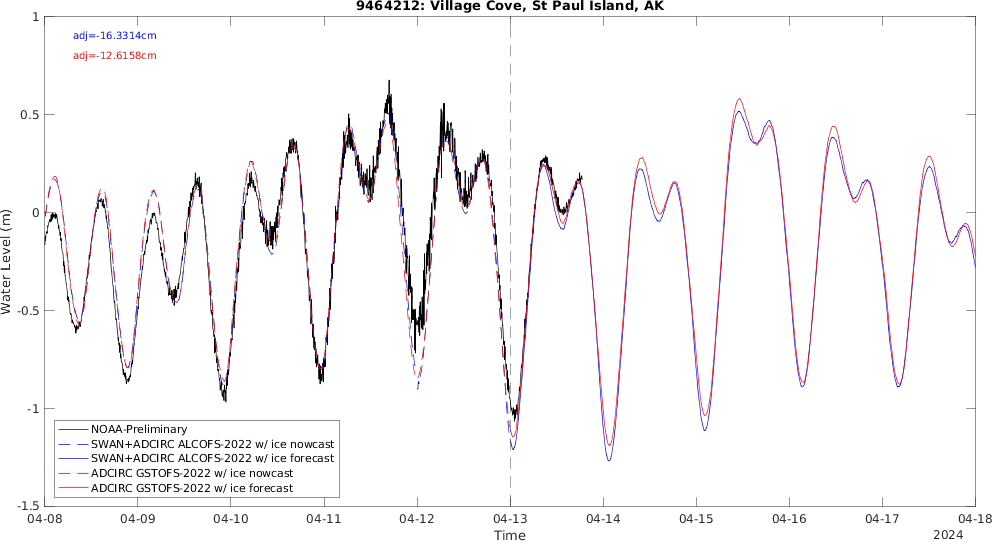 9464212: Village Cove, St Paul Island, AK
adj=-16.3314cm
adj=-12.6158cm
1
0.5
0
-0.5
-1
-1.5
Water Level (m)
NOAA-Preliminary
SWAN+ADCIRC ALCOFS-2022 w/ ice nowcast
SWAN+ADCIRC ALCOFS-2022 w/ ice forecast
ADCIRC GSTOFS-2022 w/ ice nowcast
ADCIRC GSTOFS-2022 w/ ice forecast
04-08 04-09 04-10 04-11 04-12 04-13 04-14 04-15 04-16 04-17 04-18
Time
2024